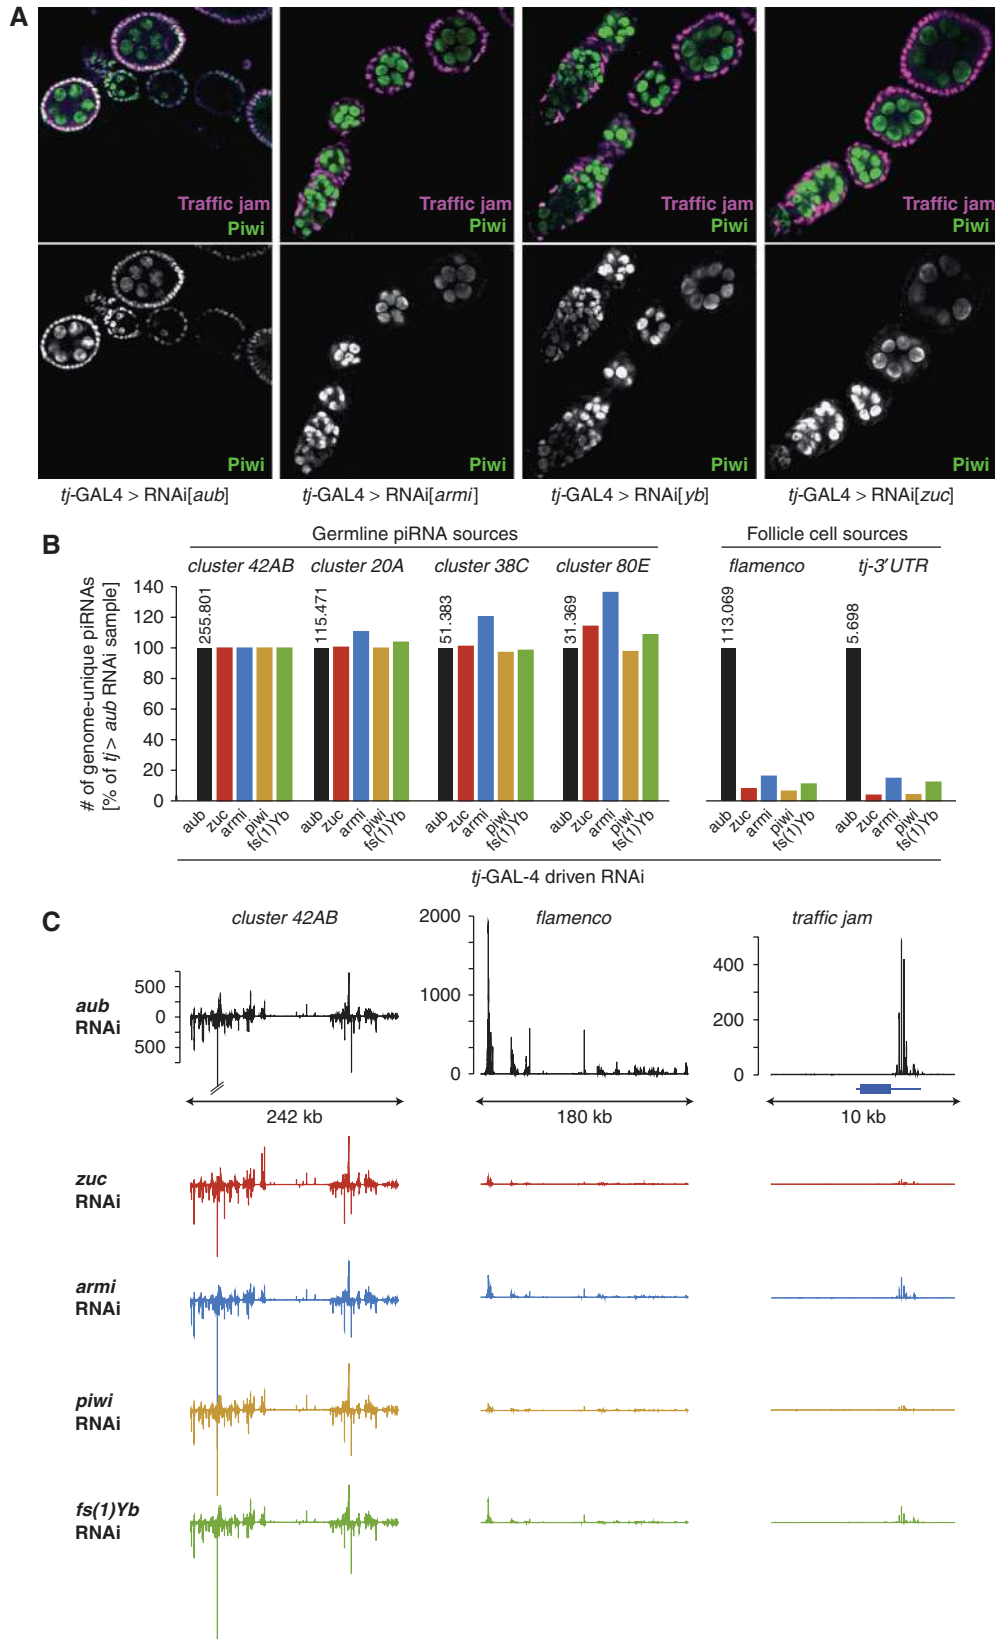 A
Traffic jam
Piwi
Traffic jam
Piwi
Traffic jam
Piwi
Traffic jam
Piwi
Piwi
Piwi
Piwi
Piwi
tj-GAL4 > RNAi[aub]
tj-GAL4 > RNAi[armi]
tj-GAL4 > RNAi[yb]
tj-GAL4 > RNAi[zuc]
B
Germline piRNA sources
Follicle cell sources
cluster 42AB
cluster 20A
cluster 38C
cluster 80E
flamenco
tj-3′UTR
# of genome-unique piRNAs
[% of tj > aub RNAi sample]
140
120
100
80
60
40
20
0
255.801
115.471
51.383
31.369
113.069
5.698
aub
zuc
armi
piwi
fs(1)Yb
aub
zuc
armi
piwi
fs(1)Yb
aub
zuc
armi
piwi
fs(1)Yb
aub
zuc
armi
piwi
fs(1)Yb
aub
zuc
armi
piwi
fs(1)Yb
aub
zuc
armi
piwi
fs(1)Yb
tj-GAL-4 driven RNAi
C
cluster 42AB
flamenco
traffic jam
aub
RNAi
500
0
500
2000
1000
0
400
200
0
242 kb
180 kb
10 kb
zuc
RNAi
armi
RNAi
piwi
RNAi
fs(1)Yb
RNAi